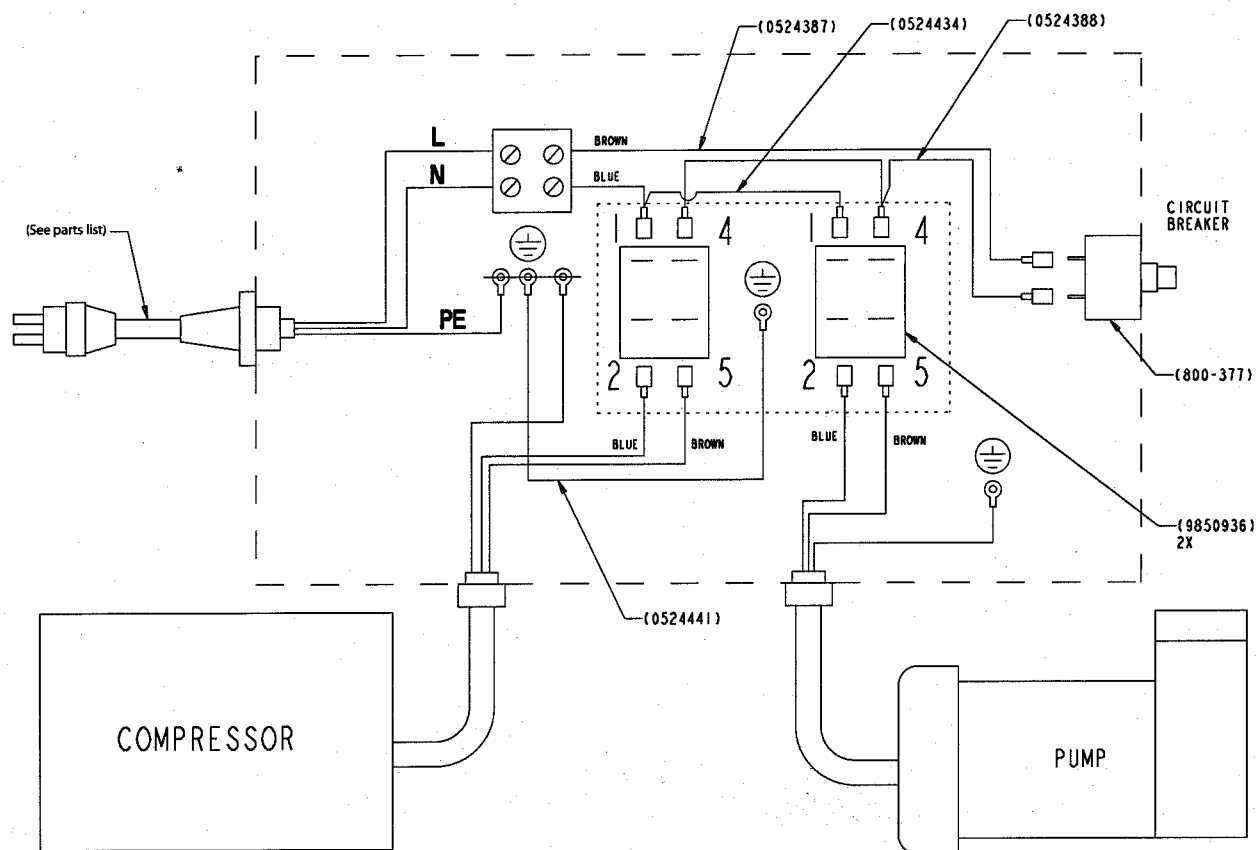 (0524387)
(0524434)
(0524388)
L
BROWN
N
BLUE
CIRCUIT
BREAKER
1
4
1
4
(See parts list)
PE
2
5
2
5
(800-377)
BLUE
BROWN
BLUE
BROWN
(9850936)
2X
(0524441)
COMPRESSOR
PUMP